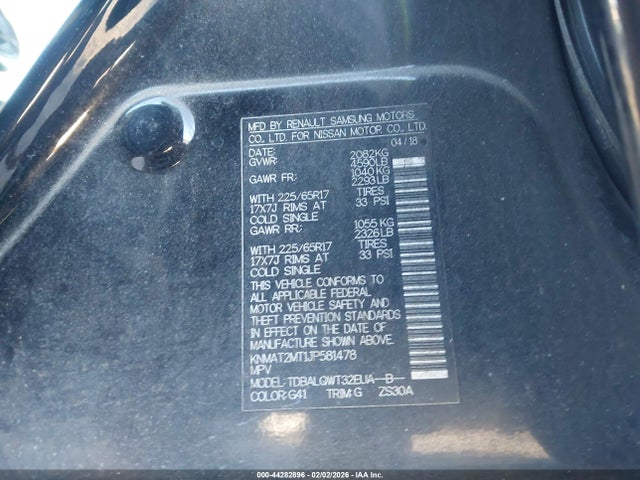 MFD BY RENAULT SAMSUNG MOTORS
CO., LTD. FOR NISSAN MOTOR CO., LTD.
DATE: 04/18
GVWR: 2082KG
4590LB
GAWR FR: 1040 KG
2293LB
WITH 225/65R17 TIRES
17X7J RIMS AT 33 PSI
COLD SINGLE
GAWR RR: 1055 KG
2326LB
WITH 225/65R17 TIRES
17X7J RIMS AT 33 PSI
COLD SINGLE
THIS VEHICLE CONFORMS TO
ALL APPLICABLE FEDERAL
MOTOR VEHICLE SAFETY AND
THEFT PREVENTION STANDARDS
IN EFFECT ON THE DATE OF
MANUFACTURE SHOWN ABOVE.
KNMAT2MT1JP581478
MPV
MODEL: TDBALQWT32EUA-B-
COLOR:G41 TRIM:G ZS30A
000-44282896 - 02/02/2026 - IAA Corp.